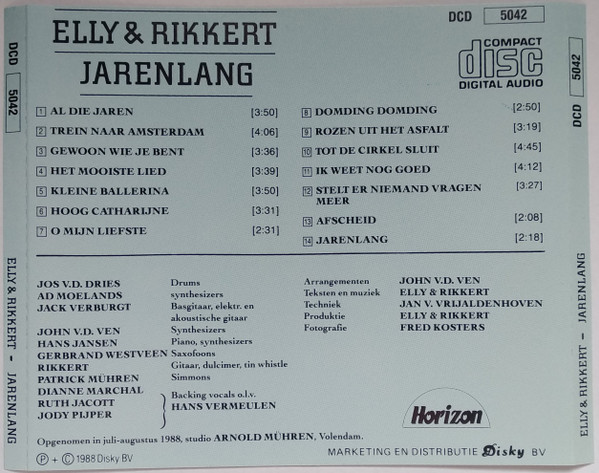 DCD 5042
ELLY & RIKKERT - JARENLANG
ELLY & RIKKERT
JARENLANG
DCD 5042
COMPACT
disc
DIGITAL AUDIO
1 AL DIE JAREN [3:50]
2 TREIN NAAR AMSTERDAM [4:06]
3 GEWOON WIE JE BENT [3:36]
4 HET MOOISTE LIED [3:39]
5 KLEINE BALLERINA [3:50]
6 HOOG CATHARIJNE [3:31]
7 O MIJN LIEFSTE [2:31]
8 DOMDING DOMDING [2:50]
9 ROZEN UIT HET ASFALT [3:19]
10 TOT DE CIRKEL SLUIT [4:45]
11 IK WEET NOG GOED [4:12]
12 STELT ER NIEMAND VRAGEN [3:27]
MEER
13 AFSCHEID [2:08]
14 JARENLANG [2:18]
JOS V.D. DRIES Drums
AD MOELANDS synthesizers
JACK VERBURGT Basgitaar, elektr. en
akoustische gitaar
JOHN V.D. VEN Synthesizers
HANS JANSEN Piano, synthesizers
GERBRAND WESTVEEN Saxofoons
RIKKERT Gitaar, dulcimer, tin whistle
PATRICK MÜHREN Simmons
DIANNE MARCHAL
RUTH JACOTT
JODY PIJPER
Backing vocals o.l.v.
HANS VERMEULEN
Arrangementen JOHN V.D. VEN
Teksten en muziek ELLY & RIKKERT
Techniek JAN V. VRIJALDENHOVEN
Produktie ELLY & RIKKERT
Fotografie FRED KOSTERS
Horizon
Opgenomen in juli-augustus 1988, studio ARNOLD MÜHREN, Volendam.
Ⓟ + © 1988 Disky BV
MARKETING EN DISTRIBUTIE Disky BV
DCD 5042
ELLY & RIKKERT - JARENLANG